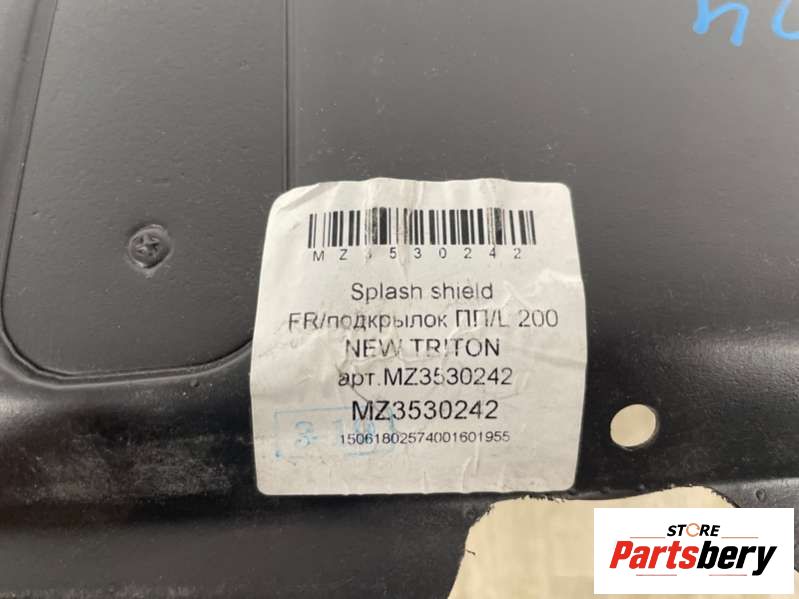 MZ3530242
Splash shield
FR/подкрылок ПП/L 200
NEW TRITON
арт.MZ3530242
MZ3530242
15061802574001601955
STORE
Partsbery